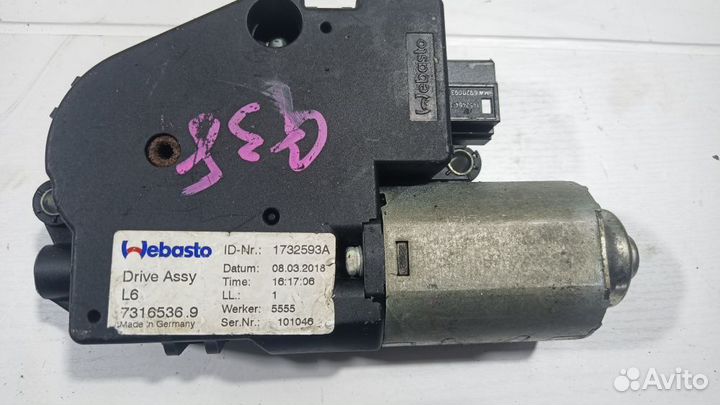 Webasto
G38
Webasto
Drive Assy
L6
7316536.9
Made in Germany
ID-Nr.: 1732593A
Datum: 08.03.2018
Time: 16:17:06
LL.: 1
Werker: 5555
Ser.Nr.: 101046
Avito